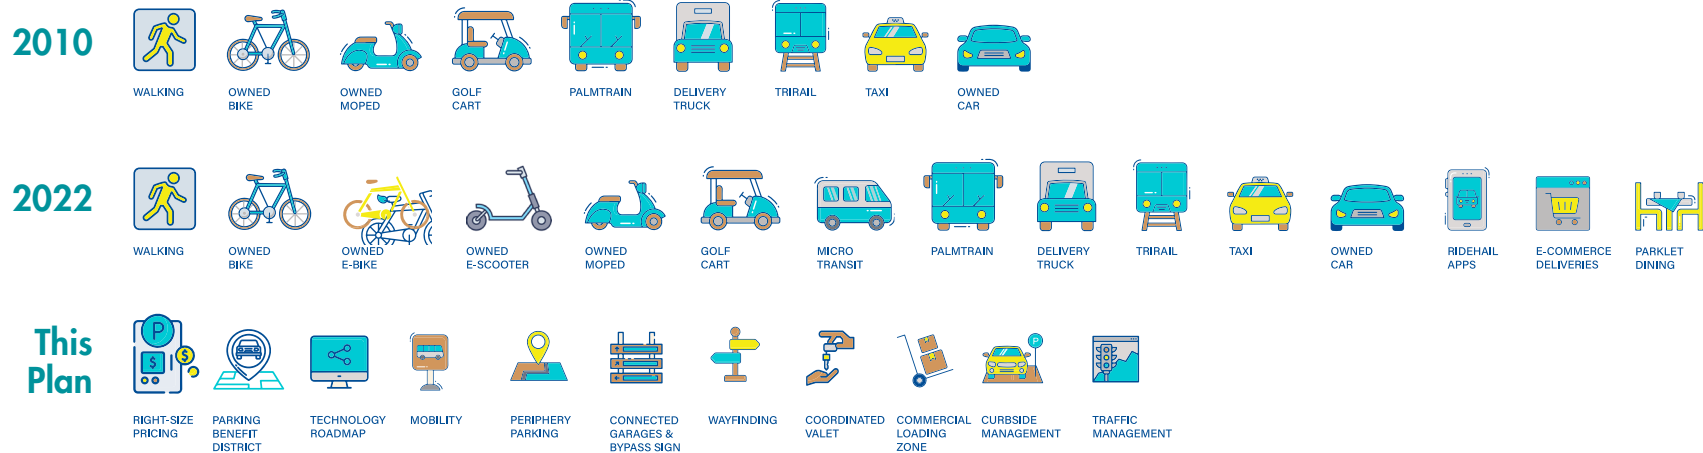 2010
WALKING
OWNED
BIKE
OWNED
MOPED
GOLF
CART
PALMTRAIN
DELIVERY
TRUCK
TRIRAIL
TAXI
OWNED
CAR
2022
WALKING
OWNED
BIKE
OWNED
E-BIKE
OWNED
E-SCOOTER
OWNED
MOPED
GOLF
CART
MICRO
TRANSIT
PALMTRAIN
DELIVERY
TRUCK
TRIRAIL
TAXI
OWNED
CAR
RIDEHAIL
APPS
E-COMMERCE
DELIVERIES
PARKLET
DINING
This
Plan
P
$
$
P
RIGHT-SIZE
PRICING
PARKING
BENEFIT
DISTRICT
TECHNOLOGY
ROADMAP
MOBILITY
PERIPHERY
PARKING
CONNECTED
GARAGES &
BYPASS SIGN
WAYFINDING
COORDINATED
VALET
COMMERCIAL
LOADING
ZONE
CURBSIDE
MANAGEMENT
TRAFFIC
MANAGEMENT